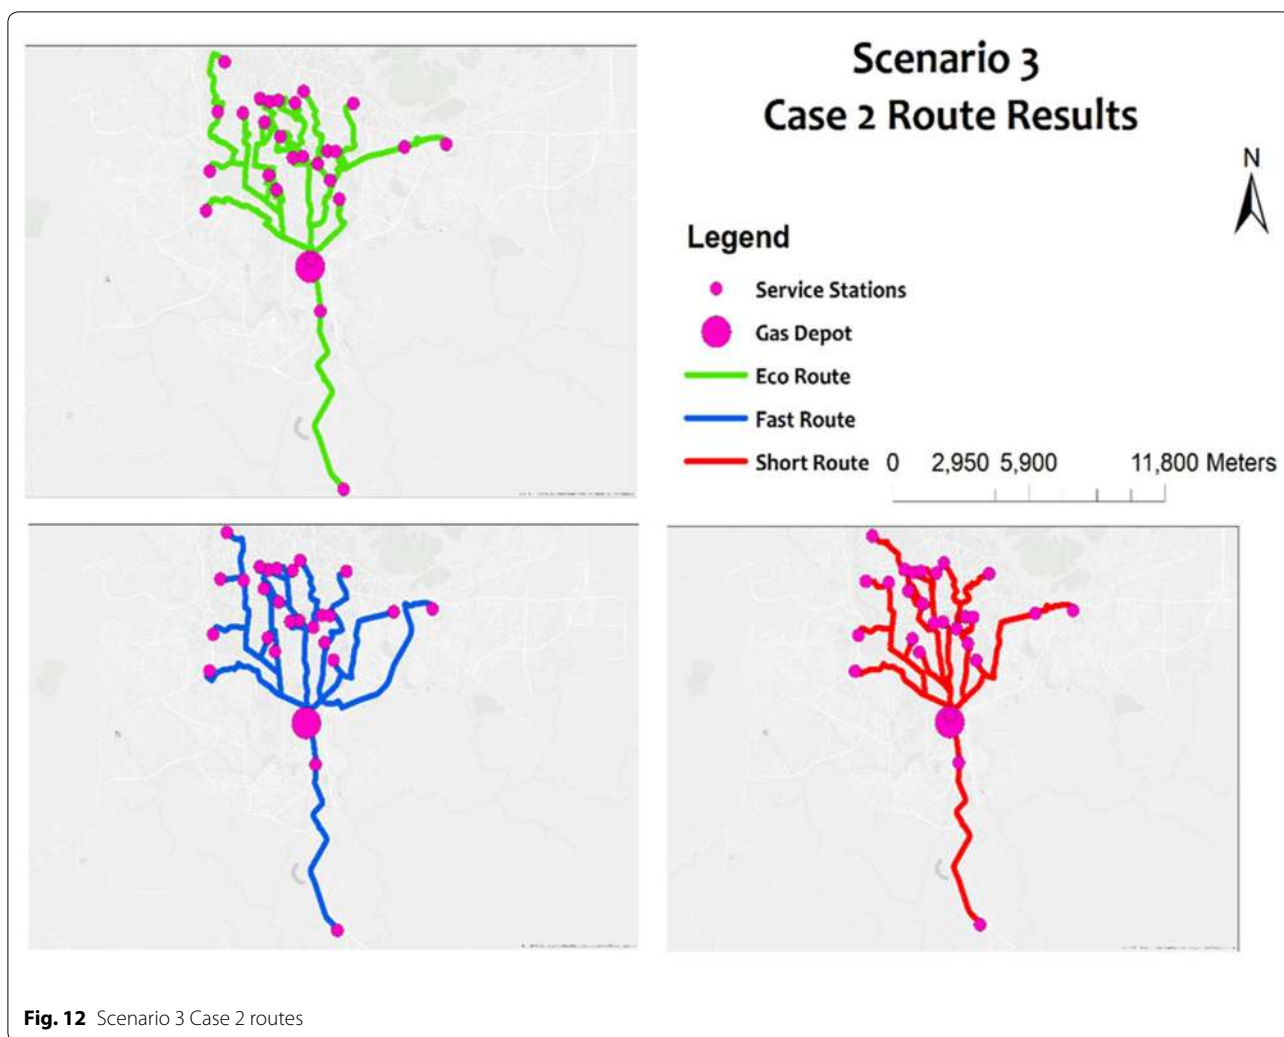 Scenario 3
Case 2 Route Results
N
Legend
Service Stations
Gas Depot
Eco Route
Fast Route
Short Route 0 2,950 5,900 11,800 Meters
Fig. 12 Scenario 3 Case 2 routes